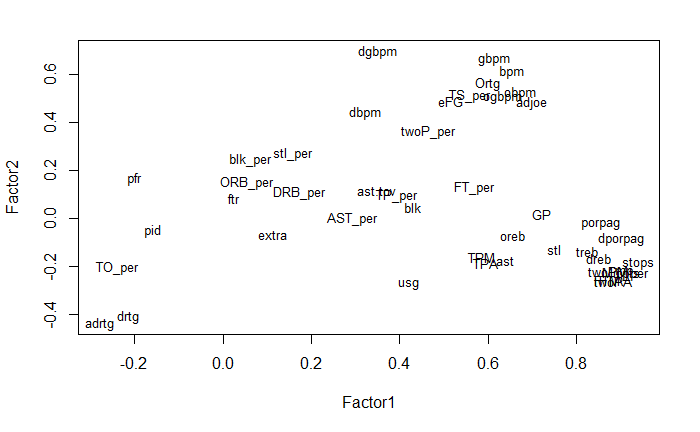 dgbpm
gbpm
bpm
Ortg
TS_per
obpm
ogbpm
eFG
adjoe
dbpm
twoP_per
stl_per
blk_per
pfr
ORB_per
DRB_per
ftr
ast.tov
TP_per
FT_per
blk
AST_per
GP
porpag
pid
extra
oreb
dporpag
stl
treb
TPM
TPA
ast
dreb
stops
TO_per
usg
drtg
adrtg
0.6
0.4
0.2
0.0
-0.2
-0.4
Factor2
-0.2
0.0
0.2
0.4
0.6
0.8
Factor1